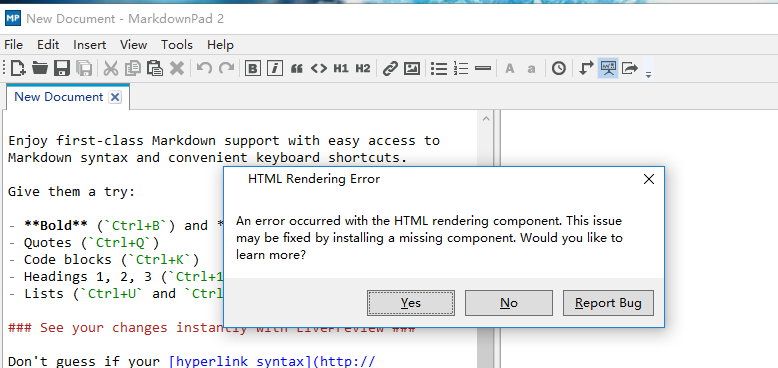 New Document - MarkdownPad 2
File Edit Insert View Tools Help
B i “ <> H1 H2 A a
New Document
Enjoy first-class Markdown support with easy access to
Markdown syntax and convenient keyboard shortcuts.
Give them a try:
- **Bold** (`Ctrl+B`) and *
- Quotes (`Ctrl+Q`)
- Code blocks (`Ctrl+K`)
- Headings 1, 2, 3 (`Ctrl+1
- Lists (`Ctrl+U` and `Ctrl
### See your changes instantly with LivePreview ###
Don't guess if your [hyperlink syntax](http://
HTML Rendering Error
An error occurred with the HTML rendering component. This issue
may be fixed by installing a missing component. Would you like to
learn more?
Yes No Report Bug